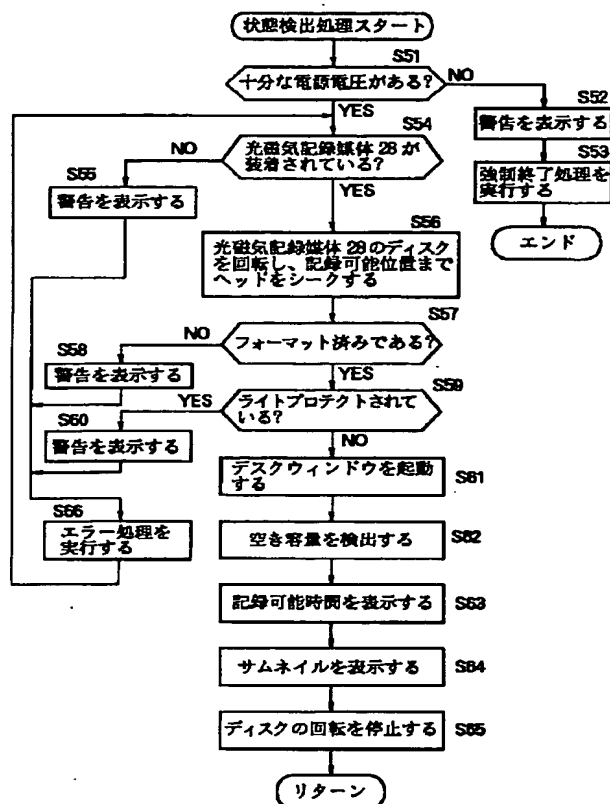 状態検出処理スタート
S51
十分な電源電圧がある?
NO
YES
S52
警告を表示する
S53
強制終了処理を
実行する
エンド
S54
光磁気記録媒体28が
装着されている?
NO
YES
S55
警告を表示する
S56
光磁気記録媒体28のディスク
を回転し、記録可能位置まで
ヘッドをシークする
S57
フォーマット済みである?
NO
YES
S58
警告を表示する
S59
ライトプロテクトされて
いる?
YES
NO
S60
警告を表示する
S66
エラー処理を
実行する
デスクウィンドウを起動
する
S61
空き容量を検出する
S62
記録可能時間を表示する
S63
サムネイルを表示する
S64
ディスクの回転を停止する
S65
リターン